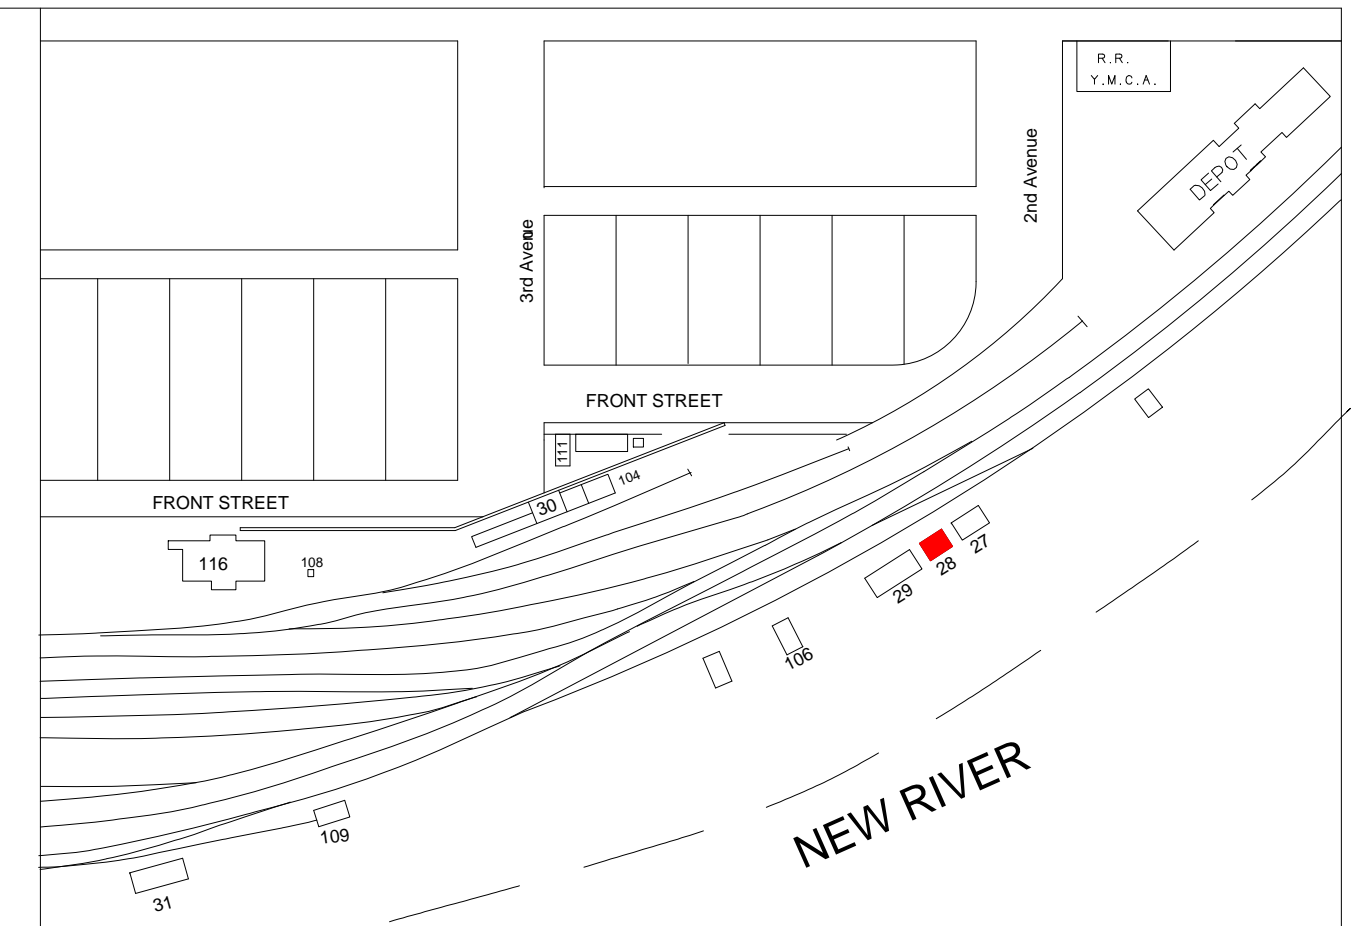 R.R.
Y.M.C.A.
DEPOT
2nd Avenue
3rd Avenue
FRONT STREET
111
104
30
FRONT STREET
116
108
27
28
29
106
NEW RIVER
109
31